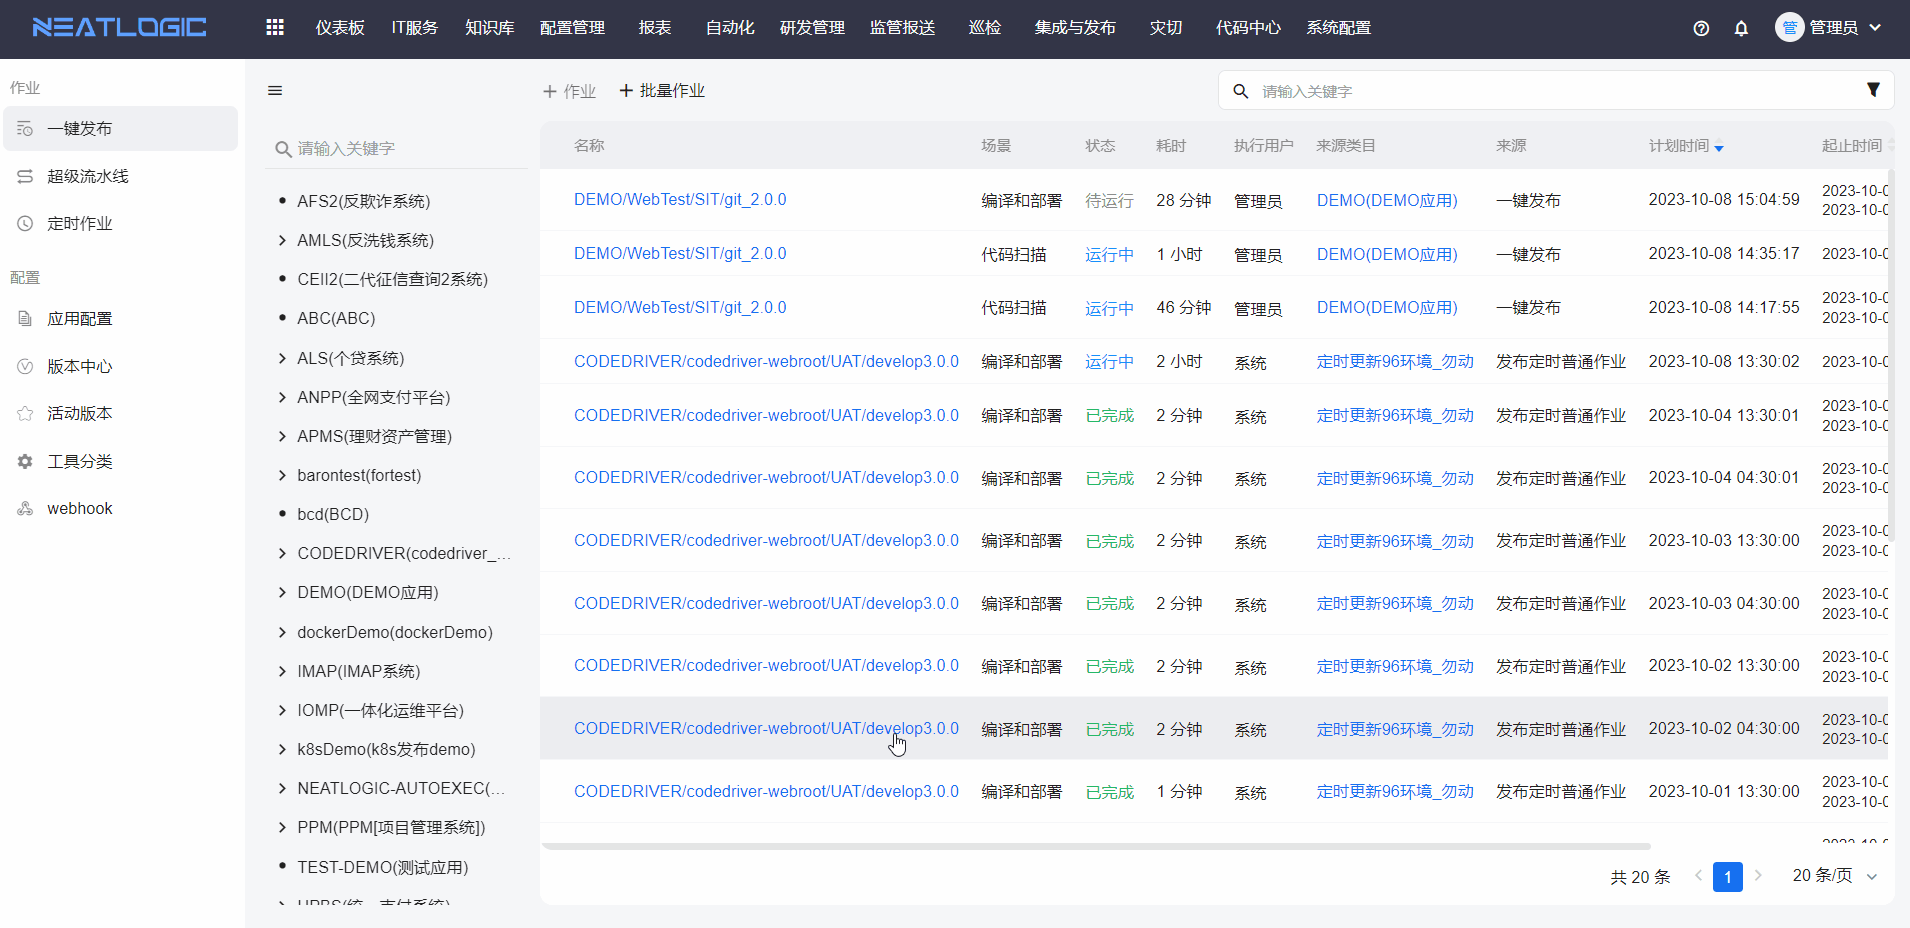 NEATLOGIC
仪表板 IT服务 知识库 配置管理 报表 自动化 研发管理 监管报送 巡检 集成与发布 灾切 代码中心 系统配置
管 管理员
作业
一键发布
超级流水线
定时作业
配置
应用配置
版本中心
活动版本
工具分类
webhook
请输入关键字
AFS2(反欺诈系统)
AMLS(反洗钱系统)
CEII2(二代征信查询2系统)
ABC(ABC)
ALS(个贷系统)
ANPP(全网支付平台)
APMS(理财资产管理)
barontest(fortest)
bcd(BCD)
CODEDRIVER(codedriver_...
DEMO(DEMO应用)
dockerDemo(dockerDemo)
IMAP(IMAP系统)
IOMP(一体化运维平台)
k8sDemo(k8s发布demo)
NEATLOGIC-AUTOEXEC(...
PPM(PPM[项目管理系统])
TEST-DEMO(测试应用)
作业 批量作业
请输入关键字
名称 场景 状态 耗时 执行用户 来源类目 来源 计划时间 起止时间
DEMO/WebTest/SIT/git_2.0.0 编译和部署 待运行 28 分钟 管理员 DEMO(DEMO应用) 一键发布 2023-10-08 15:04:59 2023-10-0
2023-10-0
DEMO/WebTest/SIT/git_2.0.0 代码扫描 运行中 1 小时 管理员 DEMO(DEMO应用) 一键发布 2023-10-08 14:35:17 2023-10-0
DEMO/WebTest/SIT/git_2.0.0 代码扫描 运行中 46 分钟 管理员 DEMO(DEMO应用) 一键发布 2023-10-08 14:17:55 2023-10-0
2023-10-0
CODEDRIVER/codedriver-webroot/UAT/develop3.0.0 编译和部署 运行中 2 小时 系统 定时更新96环境_勿动 发布定时普通作业 2023-10-08 13:30:02 2023-10-0
CODEDRIVER/codedriver-webroot/UAT/develop3.0.0 编译和部署 已完成 2 分钟 系统 定时更新96环境_勿动 发布定时普通作业 2023-10-04 13:30:01 2023-10-0
2023-10-0
CODEDRIVER/codedriver-webroot/UAT/develop3.0.0 编译和部署 已完成 2 分钟 系统 定时更新96环境_勿动 发布定时普通作业 2023-10-04 04:30:01 2023-10-0
2023-10-0
CODEDRIVER/codedriver-webroot/UAT/develop3.0.0 编译和部署 已完成 2 分钟 系统 定时更新96环境_勿动 发布定时普通作业 2023-10-03 13:30:00 2023-10-0
2023-10-0
CODEDRIVER/codedriver-webroot/UAT/develop3.0.0 编译和部署 已完成 2 分钟 系统 定时更新96环境_勿动 发布定时普通作业 2023-10-03 04:30:00 2023-10-0
2023-10-0
CODEDRIVER/codedriver-webroot/UAT/develop3.0.0 编译和部署 已完成 2 分钟 系统 定时更新96环境_勿动 发布定时普通作业 2023-10-02 13:30:00 2023-10-0
2023-10-0
CODEDRIVER/codedriver-webroot/UAT/develop3.0.0 编译和部署 已完成 2 分钟 系统 定时更新96环境_勿动 发布定时普通作业 2023-10-02 04:30:00 2023-10-0
2023-10-0
CODEDRIVER/codedriver-webroot/UAT/develop3.0.0 编译和部署 已完成 1 分钟 系统 定时更新96环境_勿动 发布定时普通作业 2023-10-01 13:30:00 2023-10-0
2023-10-0
共 20 条 1 20 条/页